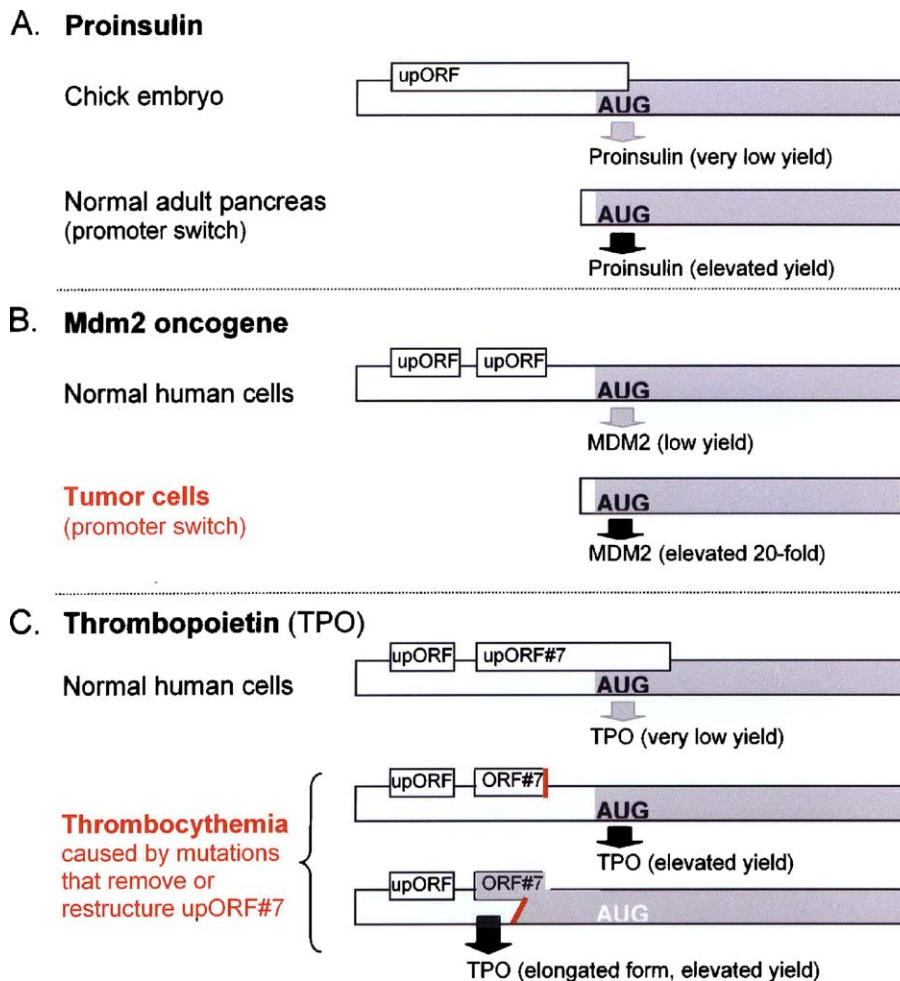 A. Proinsulin
upORF
Chick embryo
AUG
Proinsulin (very low yield)
Normal adult pancreas
(promoter switch)
AUG
Proinsulin (elevated yield)
B. Mdm2 oncogene
upORF upORF
Normal human cells
AUG
MDM2 (low yield)
Tumor cells
(promoter switch)
AUG
MDM2 (elevated 20-fold)
C. Thrombopoietin (TPO)
upORF upORF#7
Normal human cells
AUG
TPO (very low yield)
upORF ORF#7
Thrombocythemia
caused by mutations
that remove or
restructure upORF#7
AUG
TPO (elevated yield)
upORF ORF#7
AUG
TPO (elongated form, elevated yield)